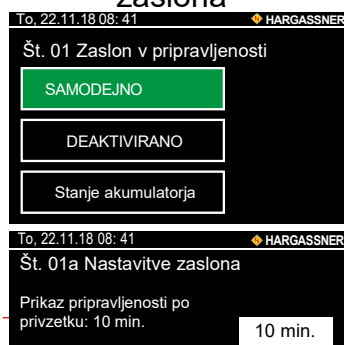 zaslona
To, 22.11.18 08: 41 HARGASSNER
Št. 01 Zaslon v pripravljenosti
SAMODEJNO
DEAKTIVIRANO
Stanje akumulatorja
To, 22.11.18 08: 41 HARGASSNER
Št. 01a Nastavitve zaslona
Prikaz pripravljenosti po
privzetku: 10 min.
10 min.